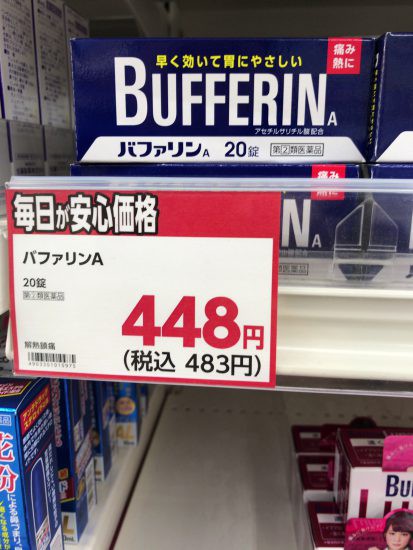 早く効いて胃にやさしい
痛み
熱に
BUFFERIN A
アセチルサリチル酸配合
バファリンA 20錠 第②類医薬品
痛み
熱に
毎日が安心価格
バファリンA
20錠
第②類医薬品
448円
(税込 483円)
解熱鎮痛
4903301010975
花粉